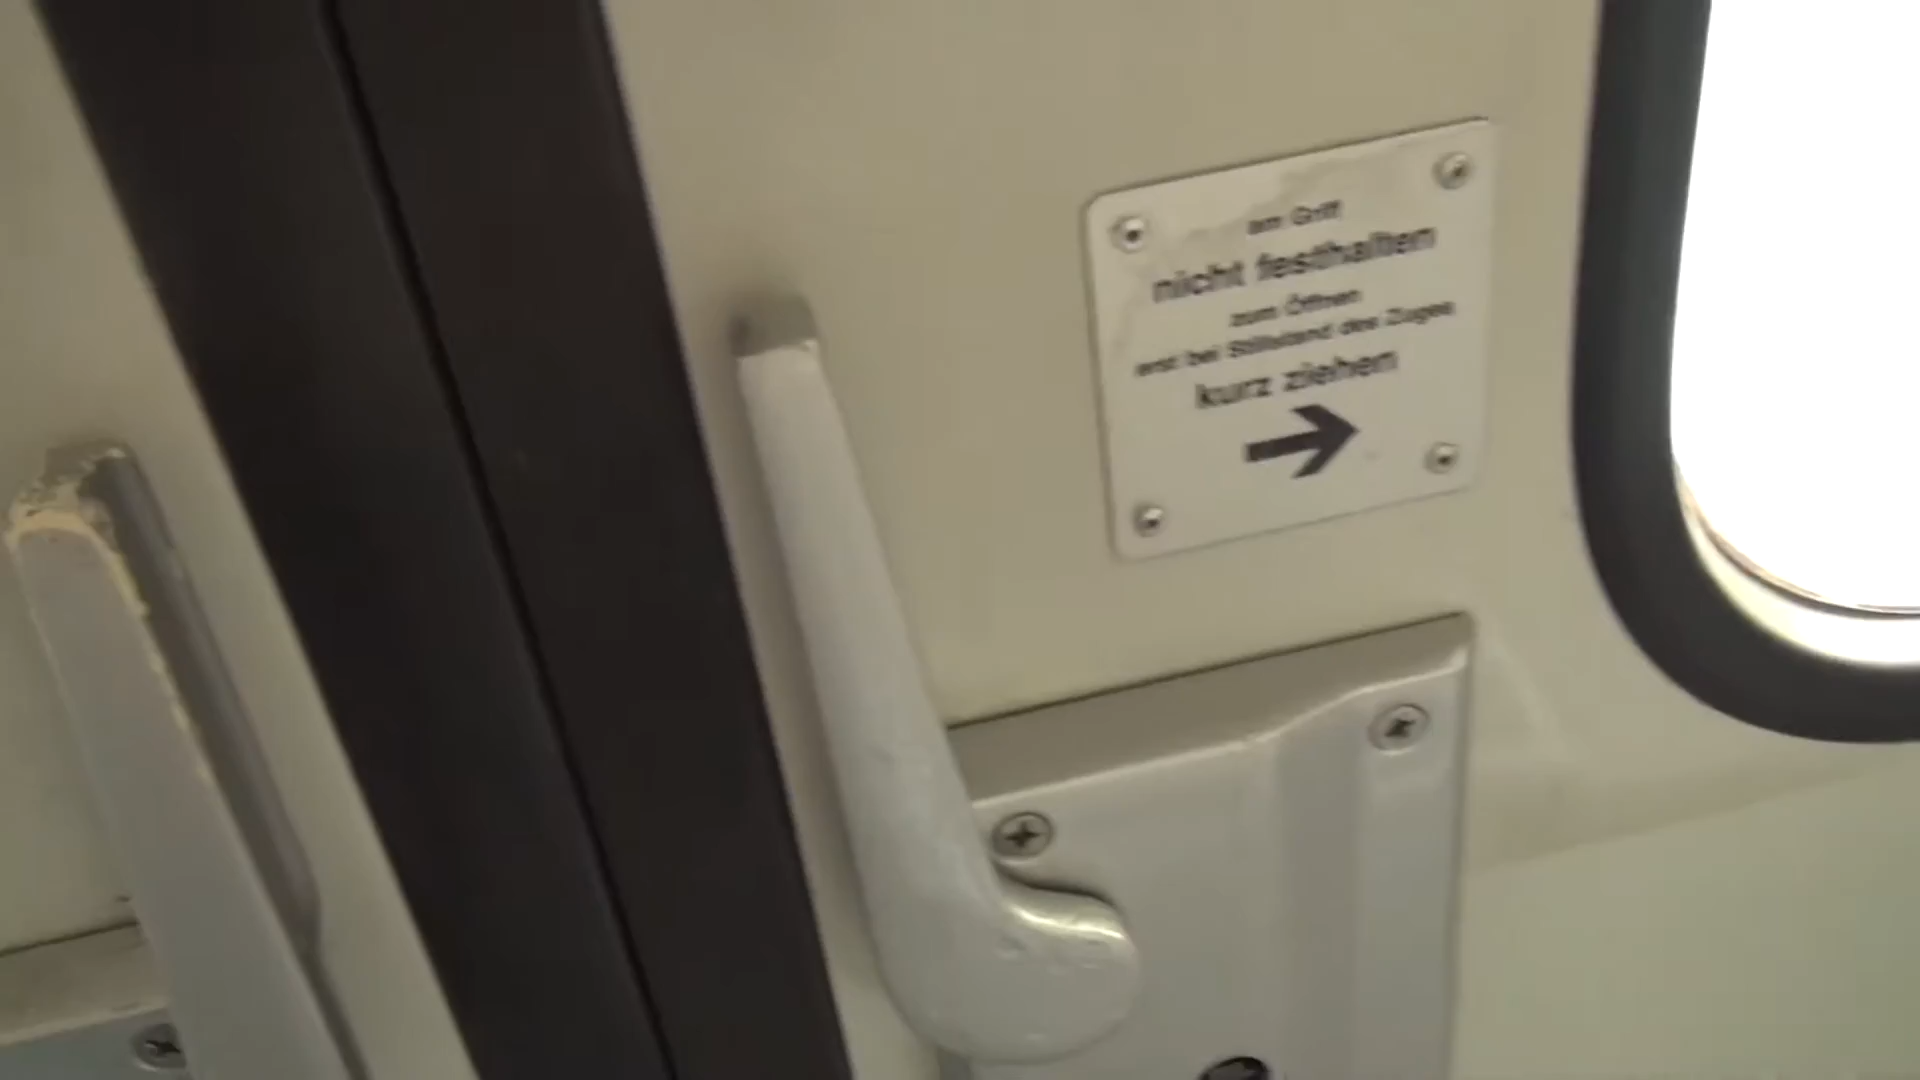 am Griff
nicht festhalten
zum Öffnen
erst bei Stillstand des Zuges
kurz ziehen